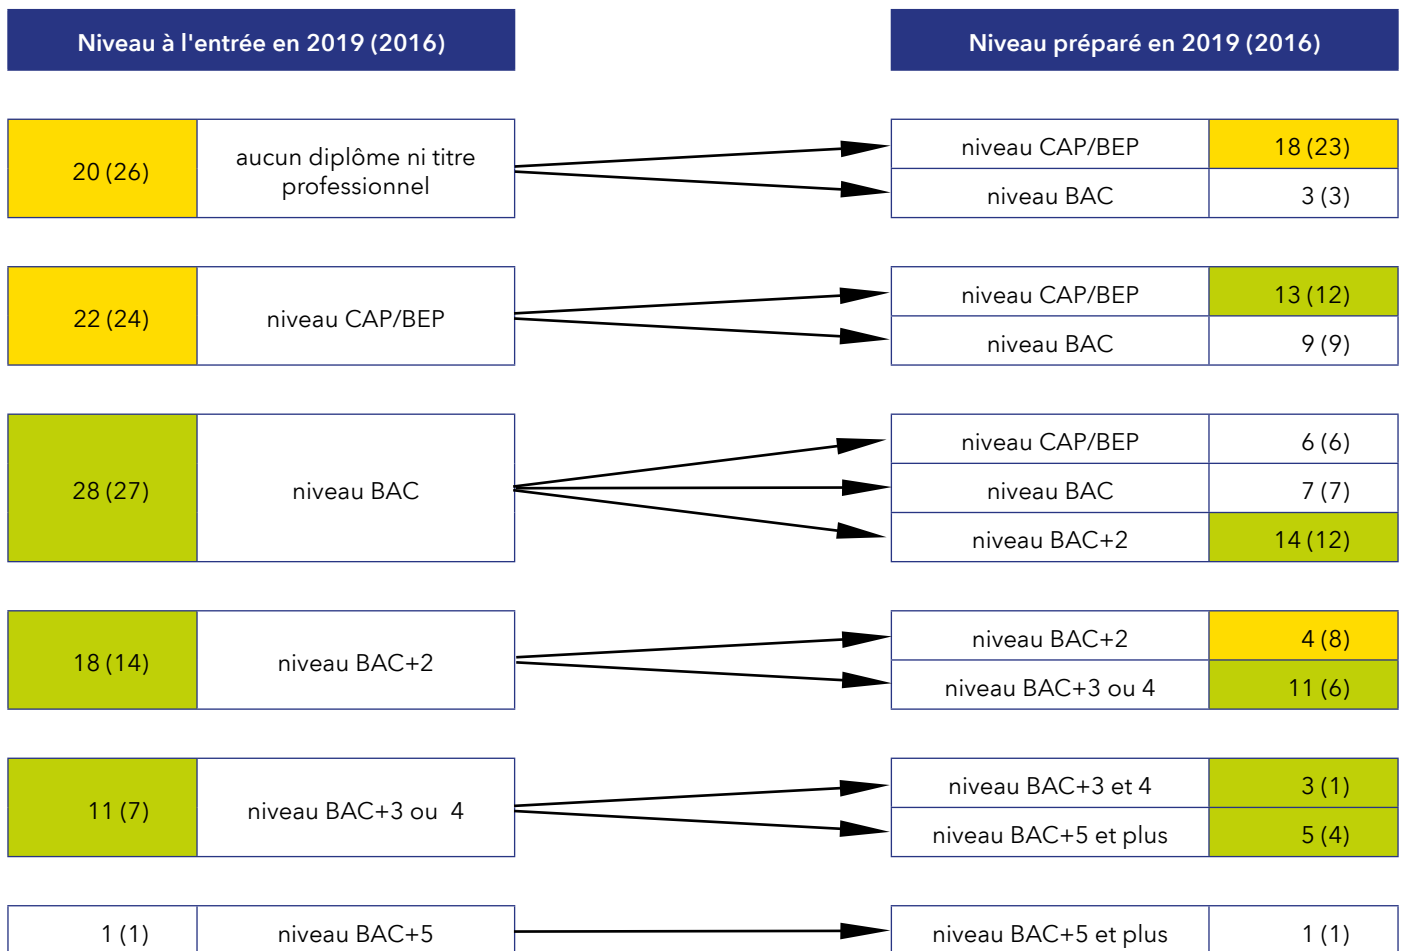 Niveau à l'entrée en 2019 (2016)
Niveau préparé en 2019 (2016)
20 (26)
aucun diplôme ni titre
professionnel
niveau CAP/BEP
18 (23)
niveau BAC
3 (3)
22 (24)
niveau CAP/BEP
niveau CAP/BEP
13 (12)
niveau BAC
9 (9)
28 (27)
niveau BAC
niveau CAP/BEP
6 (6)
niveau BAC
7 (7)
niveau BAC+2
14 (12)
18 (14)
niveau BAC+2
niveau BAC+2
4 (8)
niveau BAC+3 ou 4
11 (6)
11 (7)
niveau BAC+3 ou 4
niveau BAC+3 et 4
3 (1)
niveau BAC+5 et plus
5 (4)
1 (1)
niveau BAC+5
niveau BAC+5 et plus
1 (1)